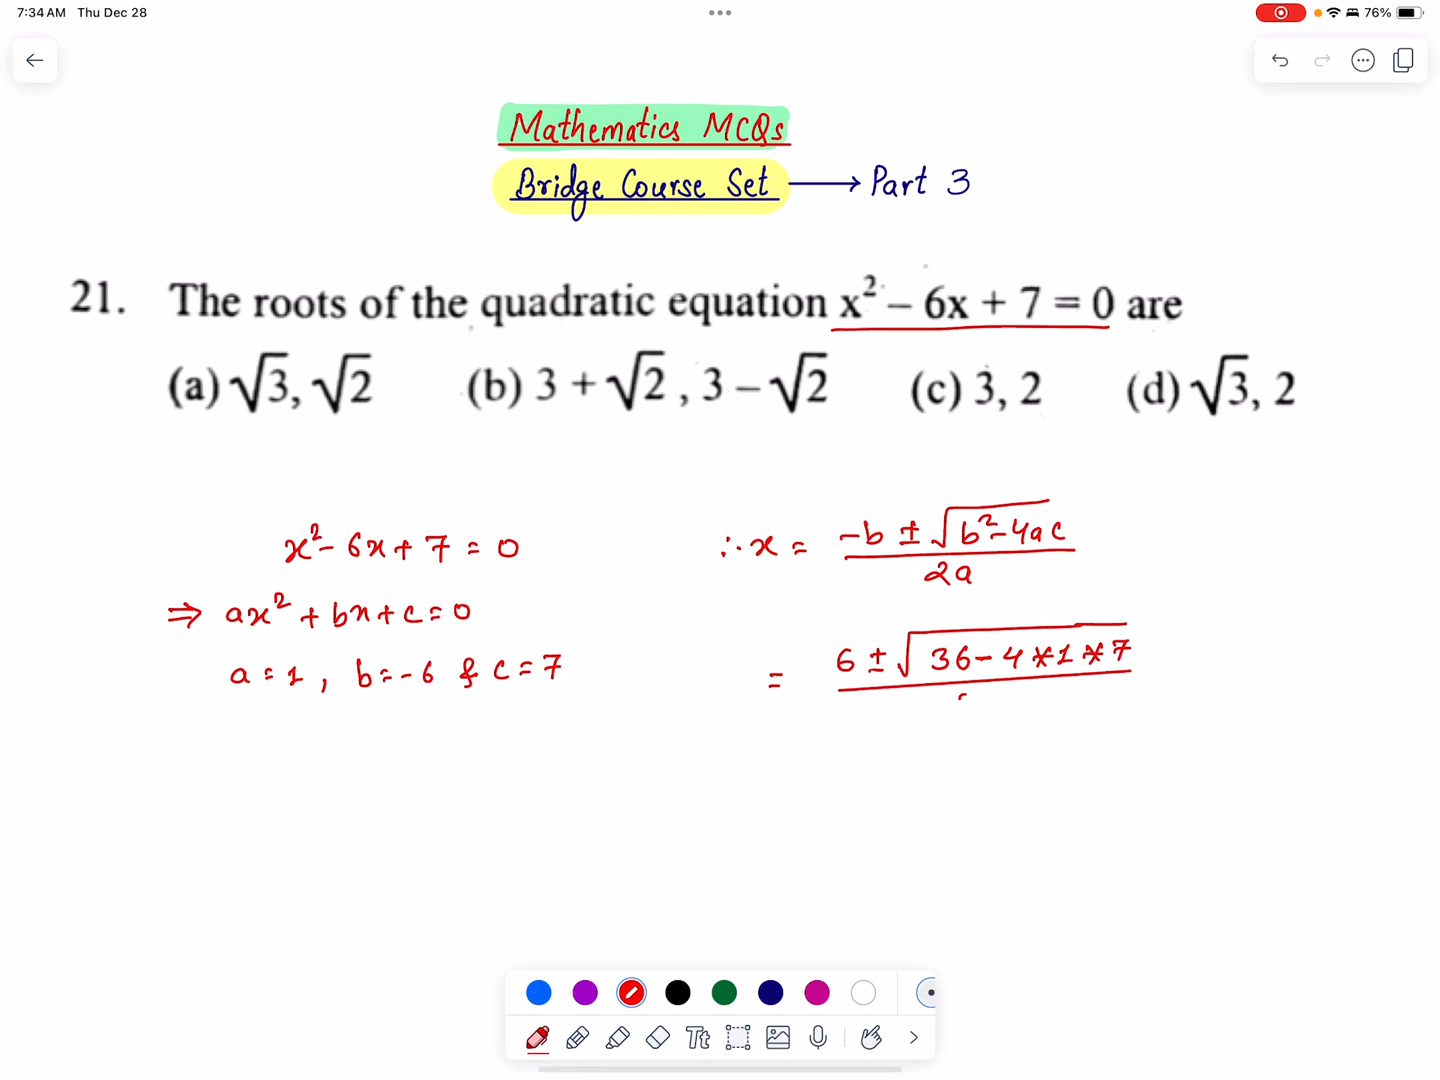 7:34 AM Thu Dec 28
76%
Mathematics MCQs
Bridge Course Set → Part 3
21. The roots of the quadratic equation x² – 6x + 7 = 0 are
(a) √3, √2 (b) 3 + √2 , 3 – √2 (c) 3, 2 (d) √3, 2
x² - 6x + 7 = 0
⇒ ax² + bx + c = 0
a = 1 , b = -6 & c = 7
∴ x = (-b ± √(b² - 4ac)) / 2a
= 6 ± √(36 - 4 * 1 * 7)
Tt